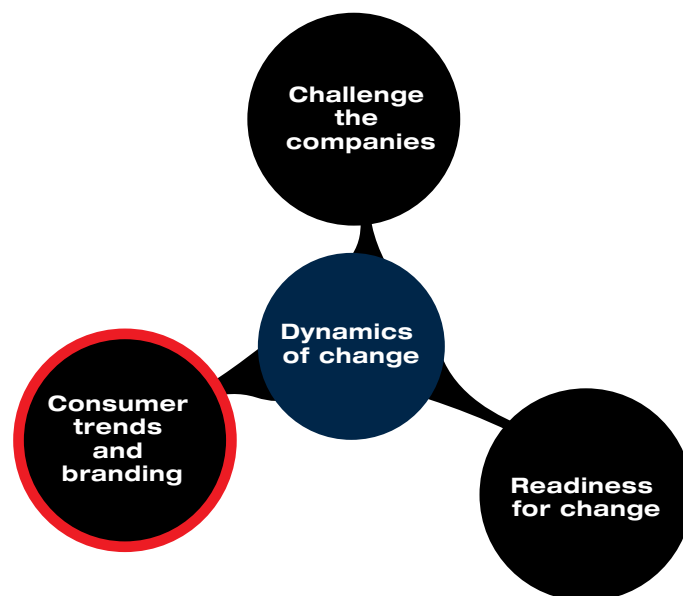 Challenge
the
companies
Dynamics
of change
Consumer
trends
and
branding
Readiness
for change